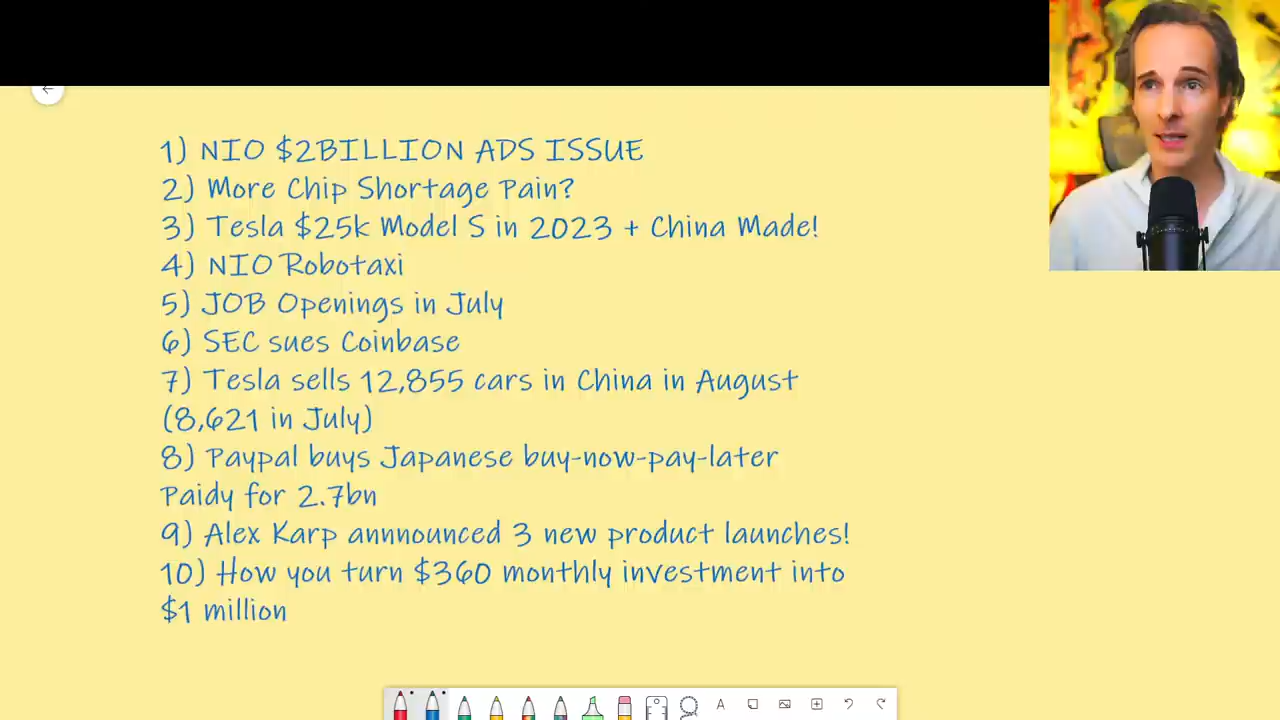 1) NIO $2BILLION ADS ISSUE
2) More Chip Shortage Pain?
3) Tesla $25k Model S in 2023 + China Made!
4) NIO Robotaxi
5) JOB Openings in July
6) SEC sues Coinbase
7) Tesla sells 12,855 cars in China in August
(8,621 in July)
8) Paypal buys Japanese buy-now-pay-later
Paidy for 2.7bn
9) Alex Karp annnounced 3 new product launches!
10) How you turn $360 monthly investment into
$1 million
A